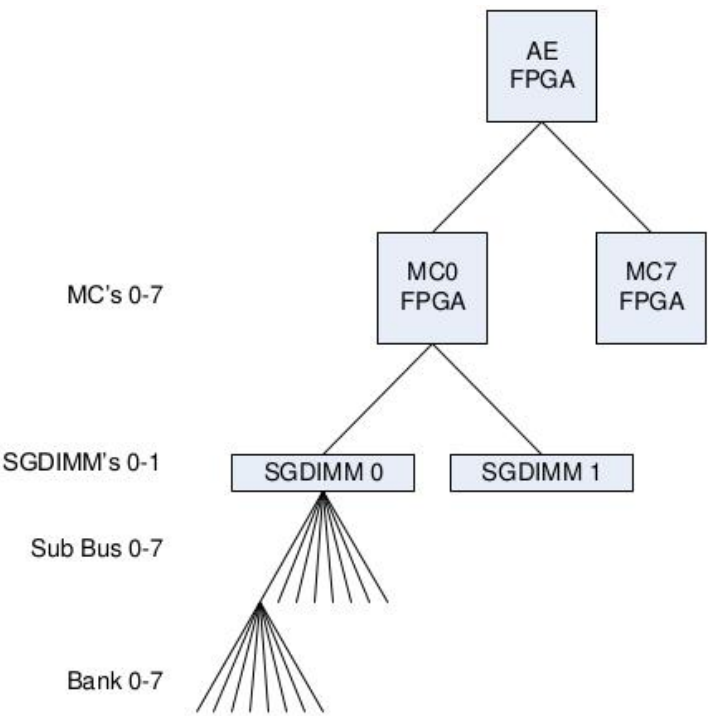 AE
FPGA
MC's 0-7
MC0
FPGA
MC7
FPGA
SGDIMM's 0-1
SGDIMM 0
SGDIMM 1
Sub Bus 0-7
Bank 0-7